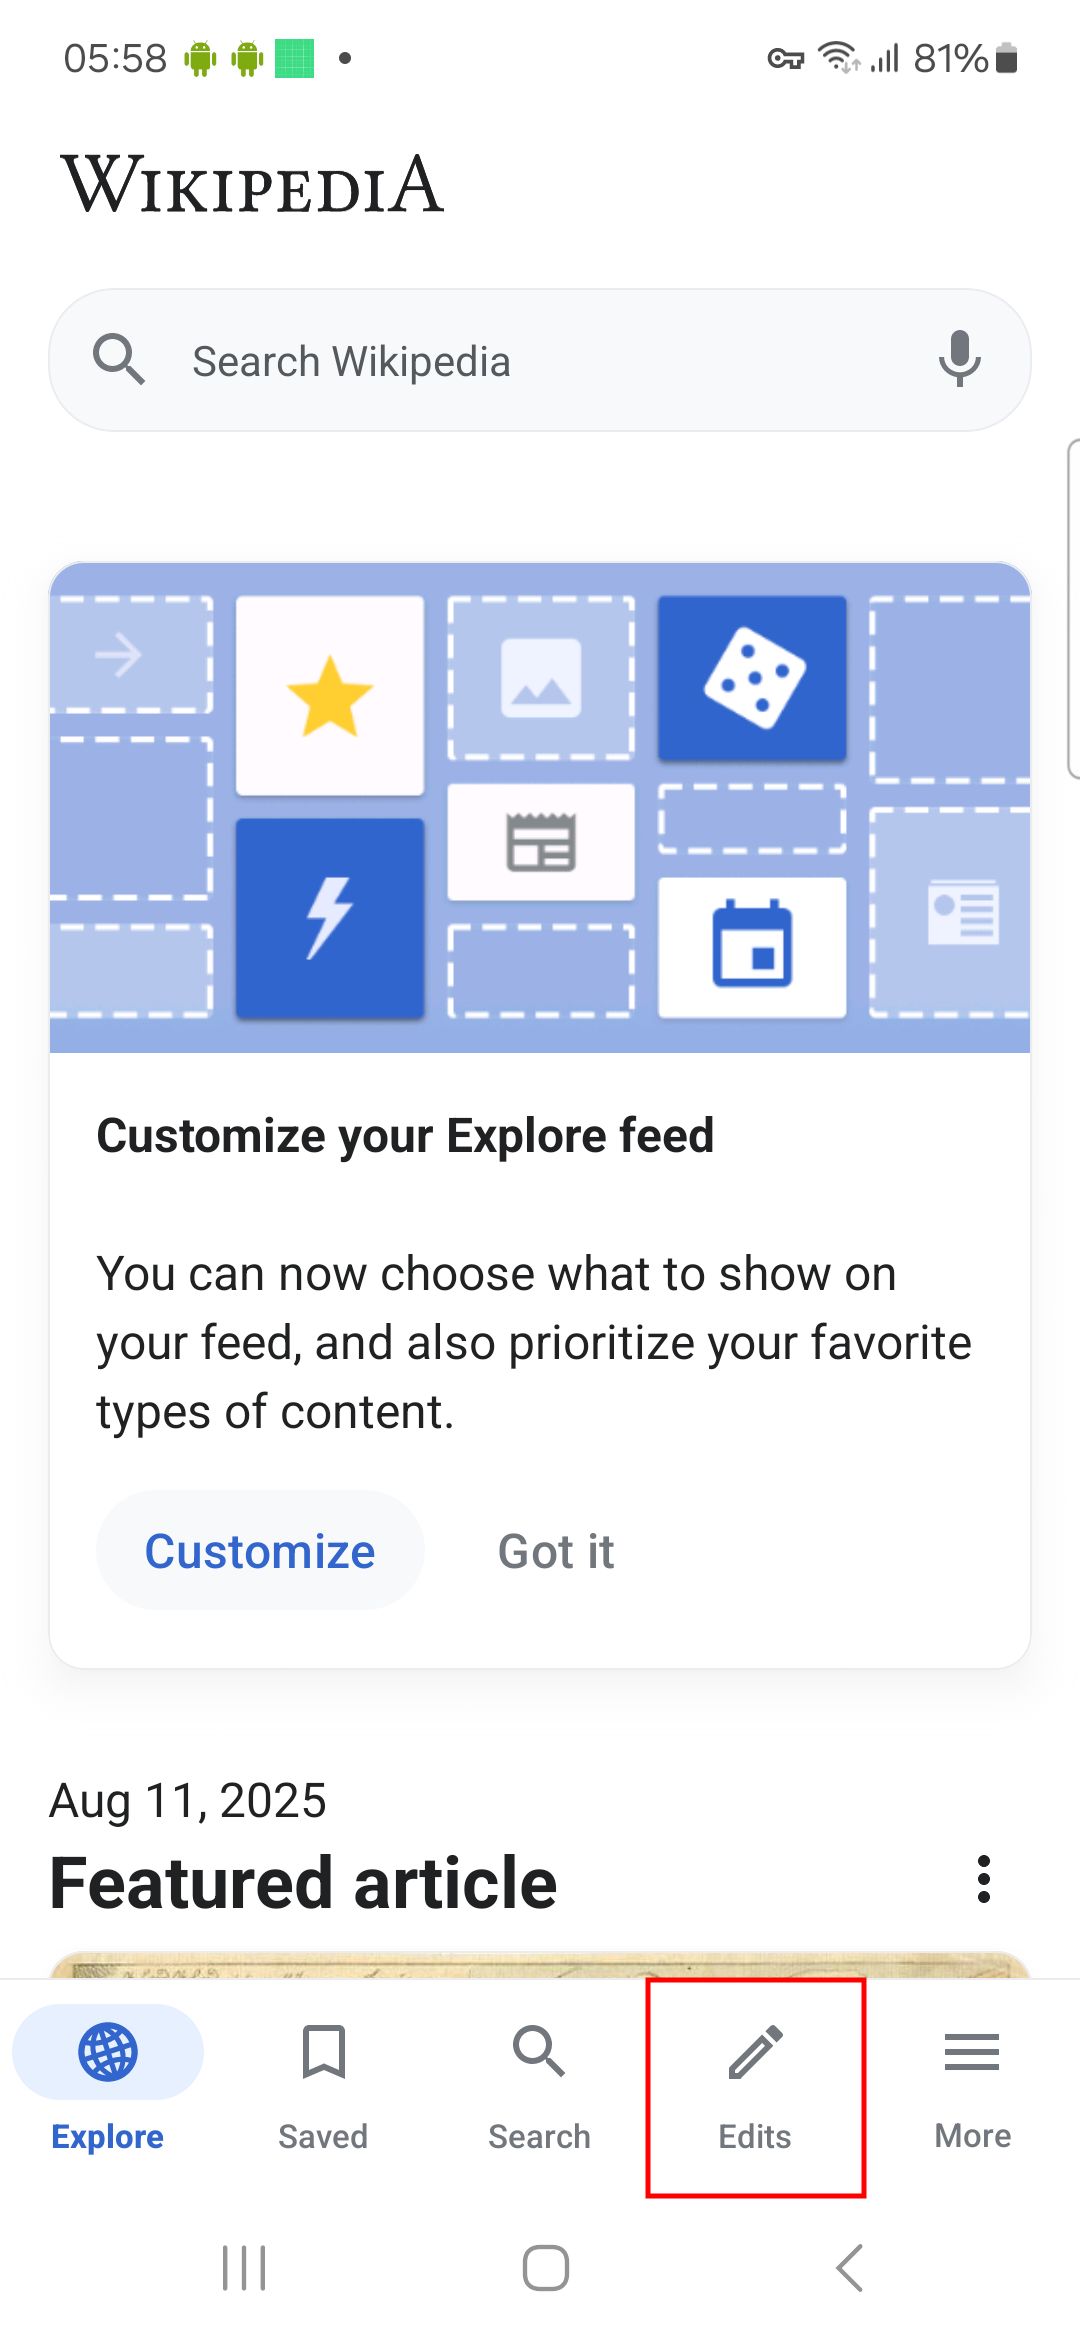 05:58
81%
WIKIPEDIA
Search Wikipedia
Customize your Explore feed
You can now choose what to show on
your feed, and also prioritize your favorite
types of content.
Customize Got it
Aug 11, 2025
Featured article
Explore Saved Search Edits More